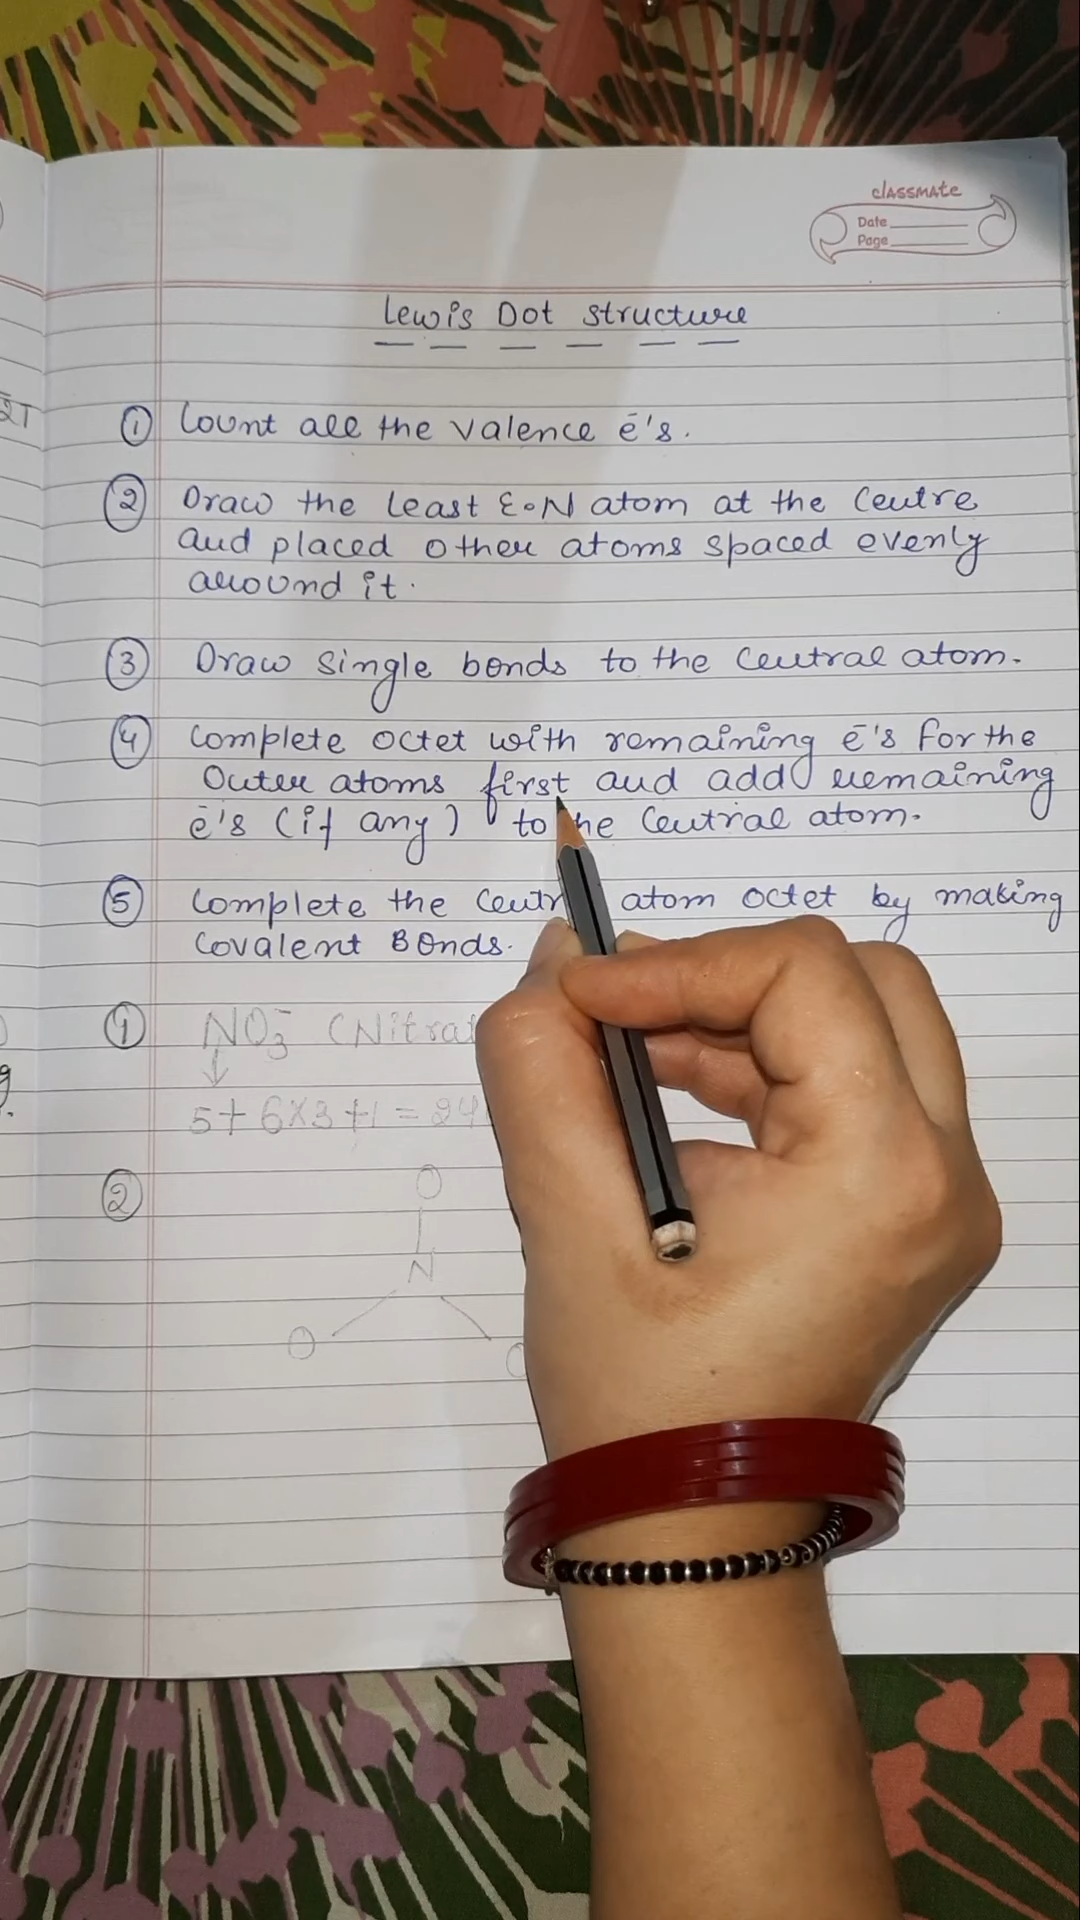 classmate
Date
Page
Lewis Dot structure
① Count all the valence ē's.
② Draw the least E.N atom at the Centre
and placed other atoms spaced evenly
around it.
③ Draw single bonds to the Central atom.
④ Complete octet with remaining ē's for the
Outer atoms first and add remaining
ē's (if any) to the Central atom.
⑤ Complete the Centr atom octet by making
Covalent Bonds.
① NO₃⁻ (Nitrat
↓
5+ 6×3 +1 = 24
②
O
N
O